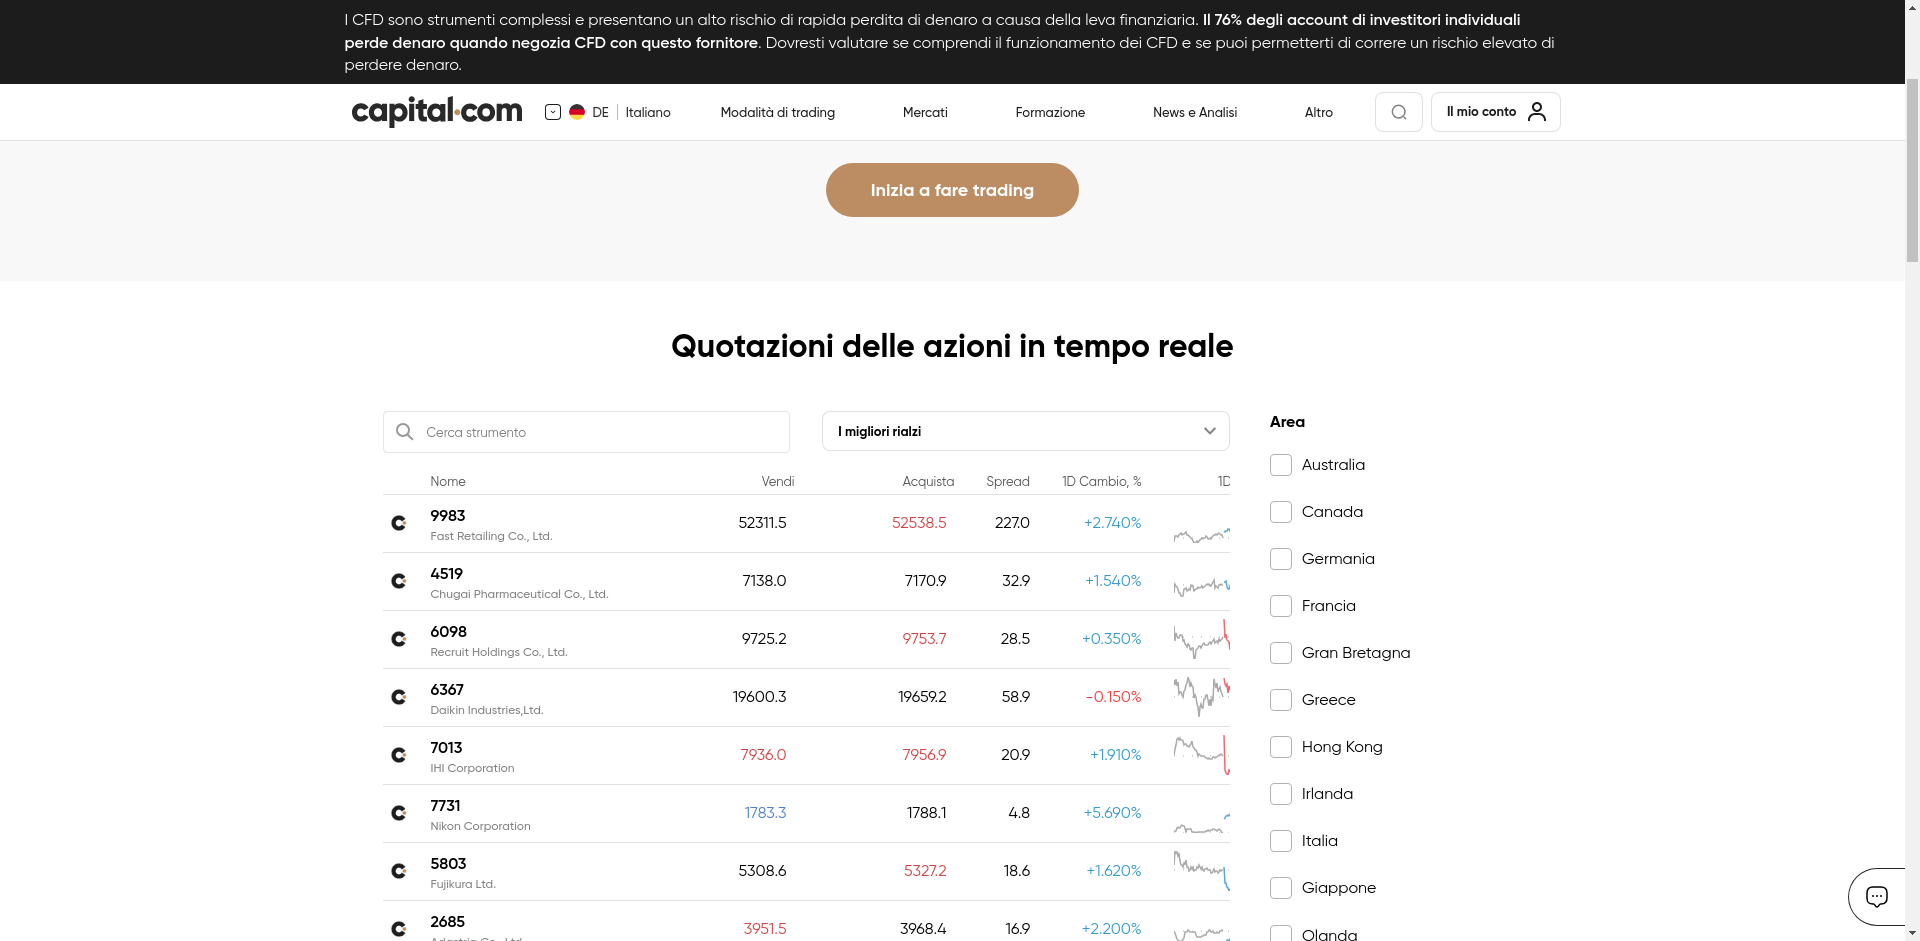 I CFD sono strumenti complessi e presentano un alto rischio di rapida perdita di denaro a causa della leva finanziaria. Il 76% degli account di investitori individuali
perde denaro quando negozia CFD con questo fornitore. Dovresti valutare se comprendi il funzionamento dei CFD e se puoi permetterti di correre un rischio elevato di
perdere denaro.
capital.com DE Italiano Modalità di trading Mercati Formazione News e Analisi Altro Il mio conto
Inizia a fare trading
Quotazioni delle azioni in tempo reale
Cerca strumento
I migliori rialzi
Nome Vendi Acquista Spread 1D Cambio, % 1D
9983
Fast Retailing Co., Ltd.
52311.5 52538.5 227.0 +2.740%
4519
Chugai Pharmaceutical Co., Ltd.
7138.0 7170.9 32.9 +1.540%
6098
Recruit Holdings Co., Ltd.
9725.2 9753.7 28.5 +0.350%
6367
Daikin Industries,Ltd.
19600.3 19659.2 58.9 -0.150%
7013
IHI Corporation
7936.0 7956.9 20.9 +1.910%
7731
Nikon Corporation
1783.3 1788.1 4.8 +5.690%
5803
Fujikura Ltd.
5308.6 5327.2 18.6 +1.620%
2685
3951.5 3968.4 16.9 +2.200%
Area
Australia
Canada
Germania
Francia
Gran Bretagna
Greece
Hong Kong
Irlanda
Italia
Giappone
Olanda